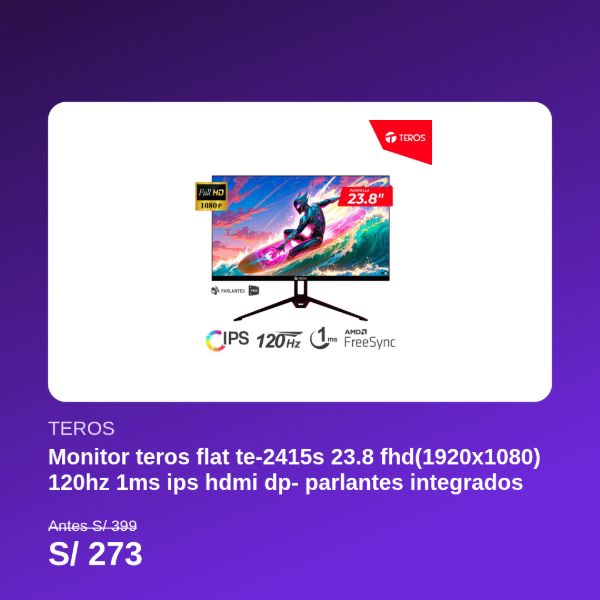 TEROS
Full HD
1080P
PANTALLA
23.8"
TEROS
PARLANTES
IPS
120Hz
1ms
AMD
FreeSync
TEROS
Monitor teros flat te-2415s 23.8 fhd(1920x1080)
120hz 1ms ips hdmi dp- parlantes integrados
Antes S/ 399
S/ 273